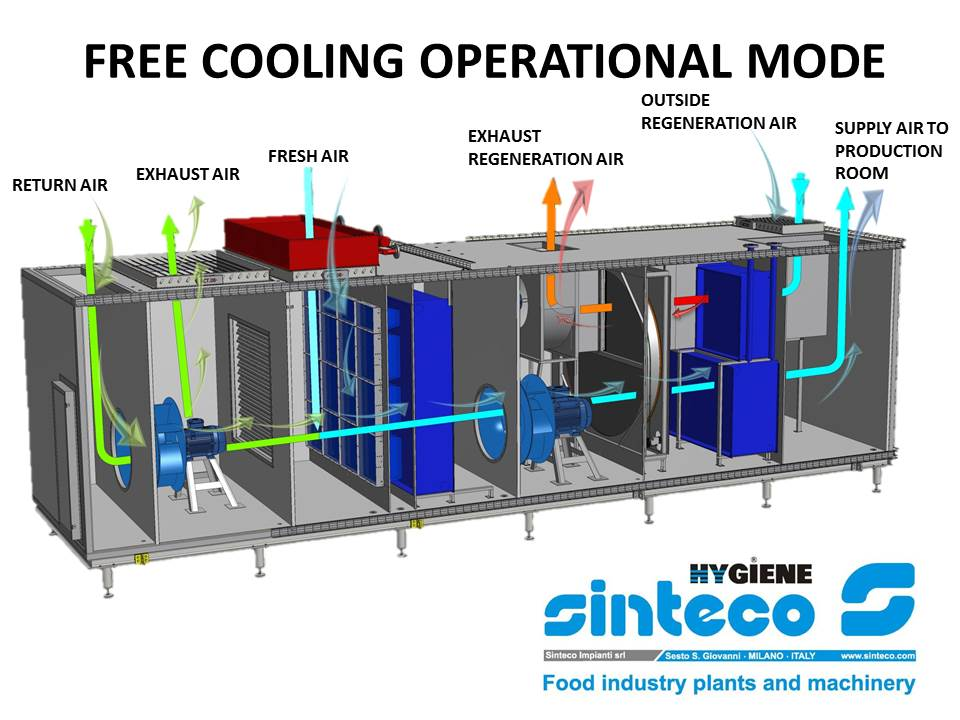 FREE COOLING OPERATIONAL MODE
OUTSIDE
REGENERATION AIR
SUPPLY AIR TO
PRODUCTION
ROOM
EXHAUST
REGENERATION AIR
FRESH AIR
EXHAUST AIR
RETURN AIR
HYGIENE®
sinteco
Sinteco Impianti srl Sesto S. Giovanni - MILANO - ITALY www.sinteco.com
Food industry plants and machinery